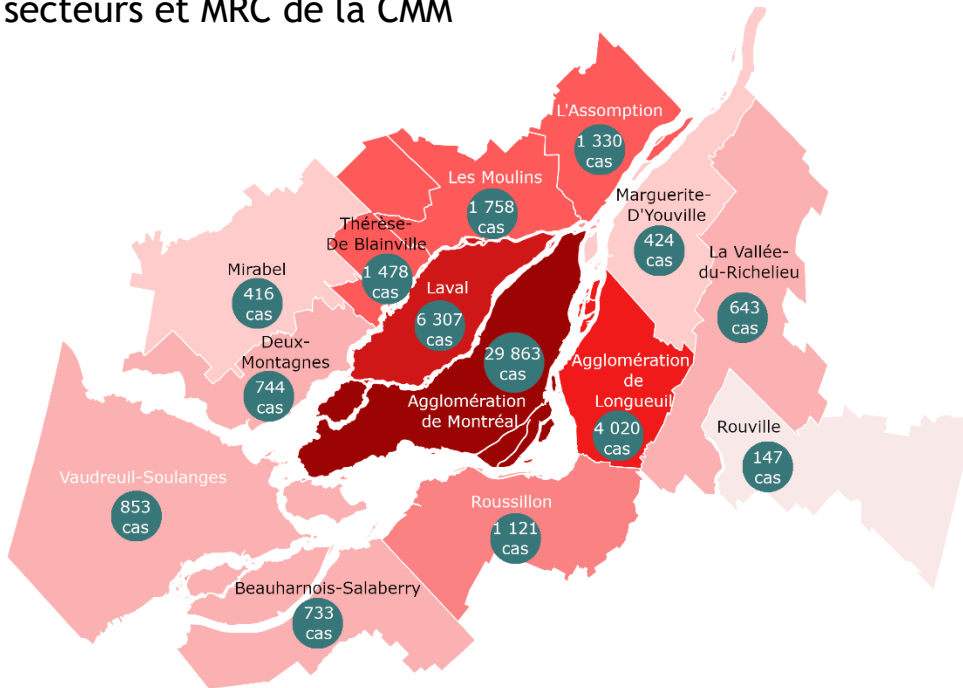 secteurs et MRC de la CMM
L'Assomption
1 330
cas
Les Moulins
1 758
cas
Marguerite-
D'Youville
424
cas
Thérèse-
De Blainville
1 478
cas
La Vallée-
du-Richelieu
643
cas
Mirabel
416
cas
Laval
6 307
cas
Deux-
Montagnes
744
cas
29 863
cas
Agglomération
de Montréal
Agglomération
de
Longueuil
4 020
cas
Rouville
147
cas
Vaudreuil-Soulanges
853
cas
Roussillon
1 121
cas
Beauharnois-Salaberry
733
cas